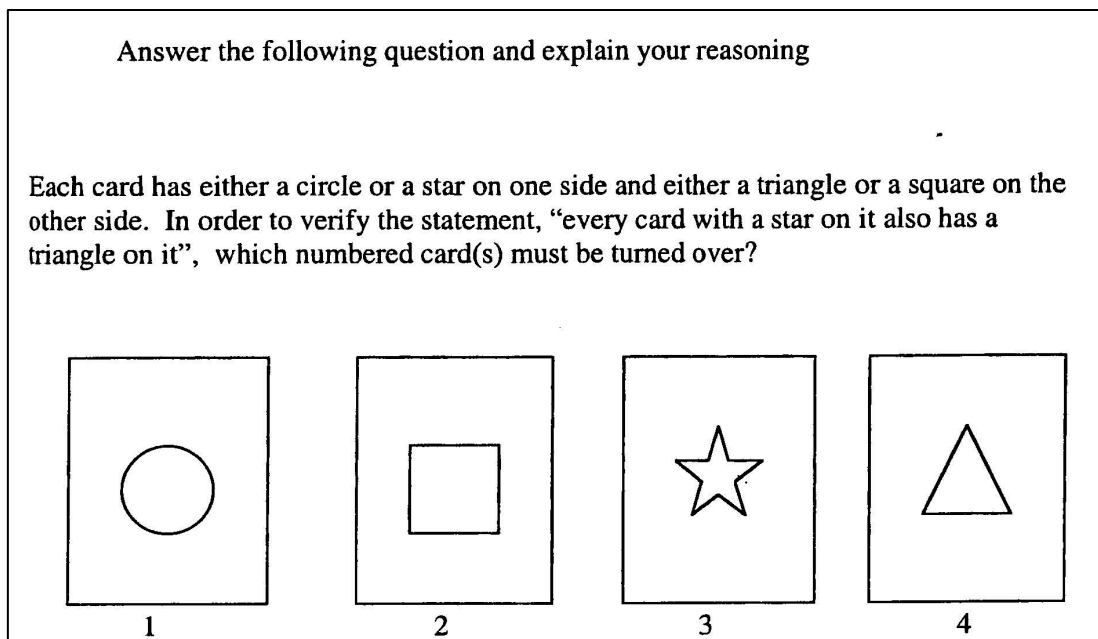 Answer the following question and explain your reasoning
Each card has either a circle or a star on one side and either a triangle or a square on the
other side. In order to verify the statement, “every card with a star on it also has a
triangle on it”, which numbered card(s) must be turned over?
1 2 3 4